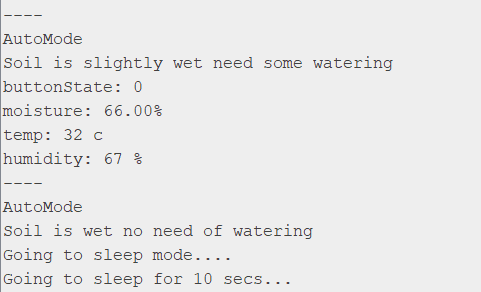 ----
AutoMode
Soil is slightly wet need some watering
buttonState: 0
moisture: 66.00%
temp: 32 c
humidity: 67 %
----
AutoMode
Soil is wet no need of watering
Going to sleep mode....
Going to sleep for 10 secs...